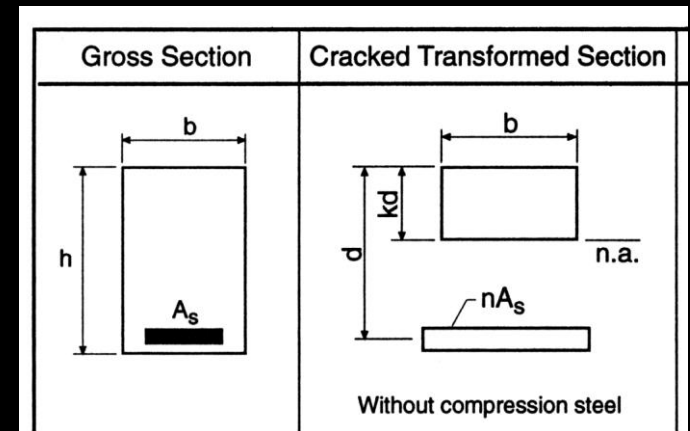 Gross Section
Cracked Transformed Section
b
h
As
b
kd
d
n.a.
nAs
Without compression steel